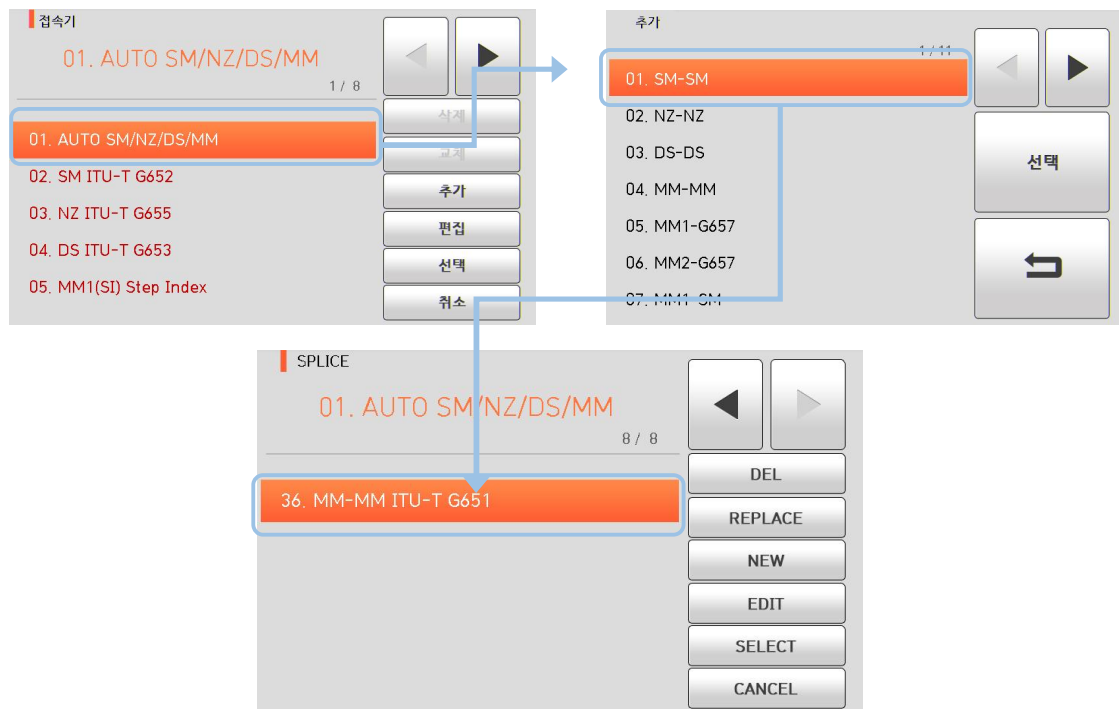 접속기
01. AUTO SM/NZ/DS/MM
1 / 8
01. AUTO SM/NZ/DS/MM
02. SM ITU-T G652
03. NZ ITU-T G655
04. DS ITU-T G653
05. MM1(SI) Step Index
삭제
교체
추가
편집
선택
취소
추가
1 / 11
01. SM-SM
02. NZ-NZ
03. DS-DS
04. MM-MM
05. MM1-G657
06. MM2-G657
07. MM1-SM
선택
SPLICE
01. AUTO SM/NZ/DS/MM
8 / 8
36. MM-MM ITU-T G651
DEL
REPLACE
NEW
EDIT
SELECT
CANCEL